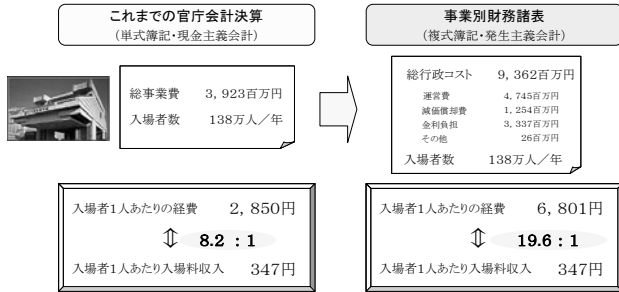 これまでの官庁会計決算
(単式簿記・現金主義会計)
総事業費 3,923百万円
入場者数 138万人／年
入場者1人あたりの経費 2,850円
⇕ 8.2 : 1
入場者1人あたり入場料収入 347円
事業別財務諸表
(複式簿記・発生主義会計)
総行政コスト 9,362百万円
運営費 4,745百万円
減価償却費 1,254百万円
金利負担 3,337百万円
その他 26百万円
入場者数 138万人／年
入場者1人あたりの経費 6,801円
⇕ 19.6 : 1
入場者1人あたり入場料収入 347円